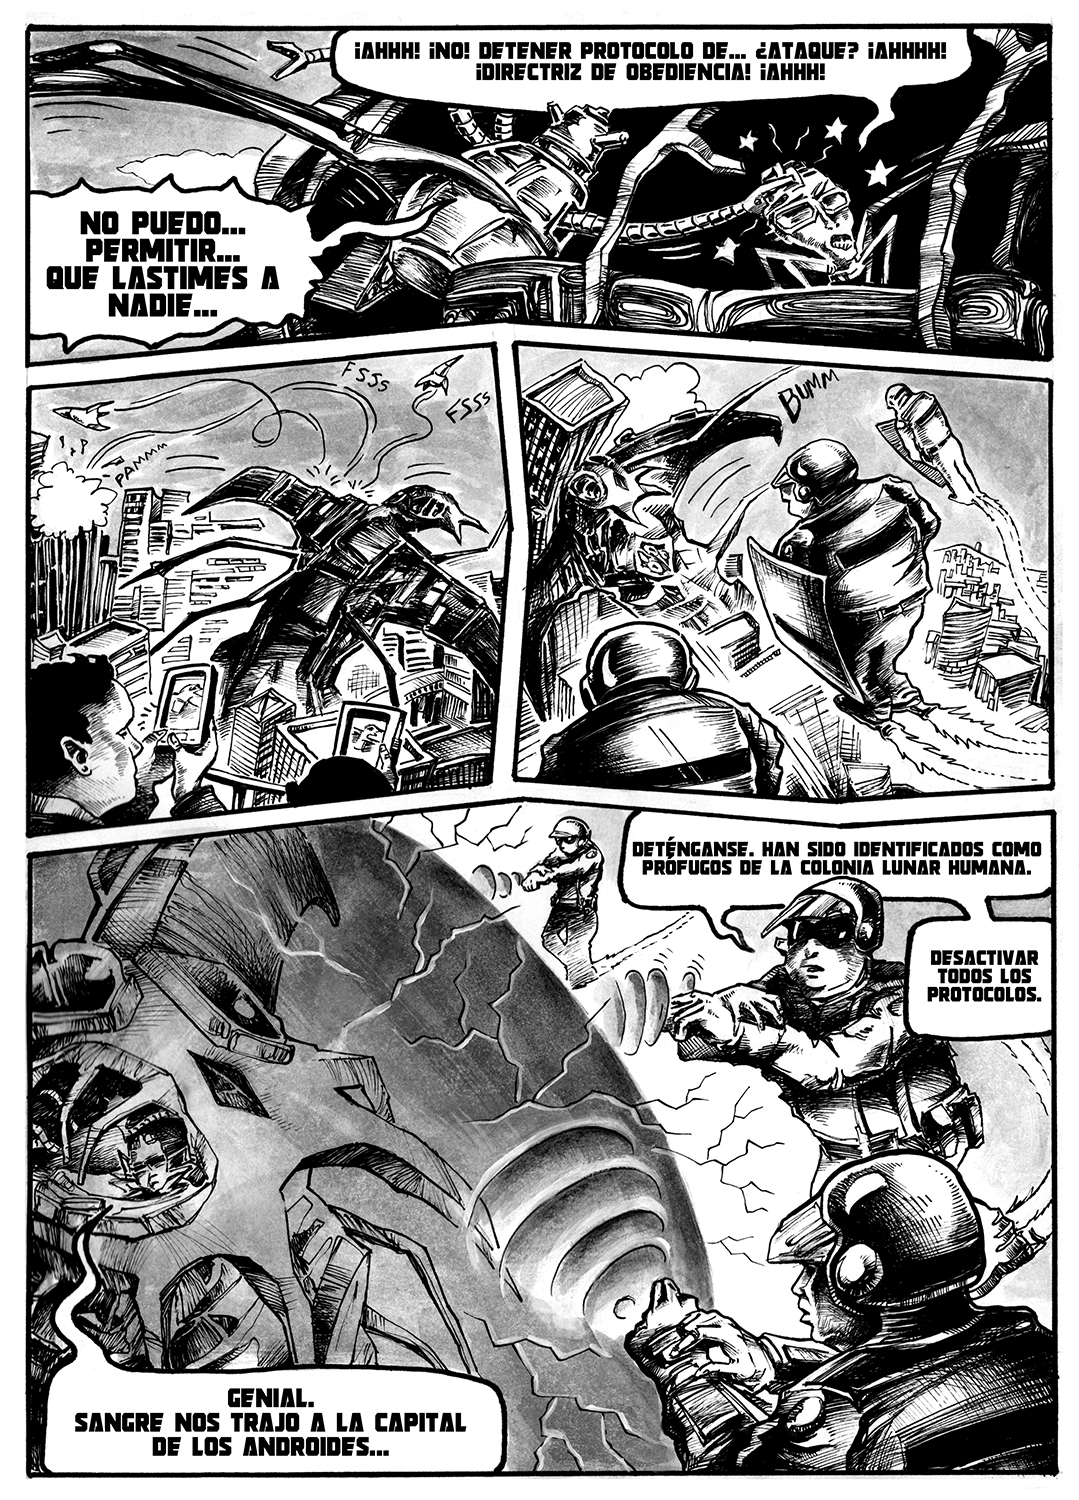 ¡AHHH! ¡NO! DETENER PROTOCOLO DE... ¿ATAQUE? ¡AHHHH!
¡DIRECTRIZ DE OBEDIENCIA! ¡AHHH!
NO PUEDO...
PERMITIR...
QUE LASTIMES A
NADIE...
FSSS
FSSS
PAMMM
BUMM
DETÉNGANSE. HAN SIDO IDENTIFICADOS COMO
PRÓFUGOS DE LA COLONIA LUNAR HUMANA.
DESACTIVAR
TODOS LOS
PROTOCOLOS.
GENIAL.
SANGRE NOS TRAJO A LA CAPITAL
DE LOS ANDROIDES...